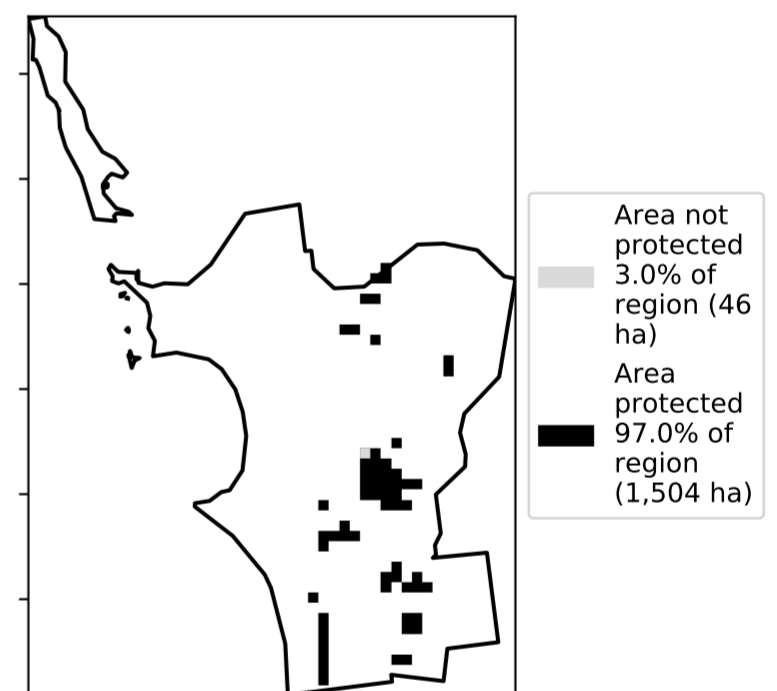 Area not
protected
3.0% of
region (46
ha)
Area
protected
97.0% of
region
(1,504 ha)